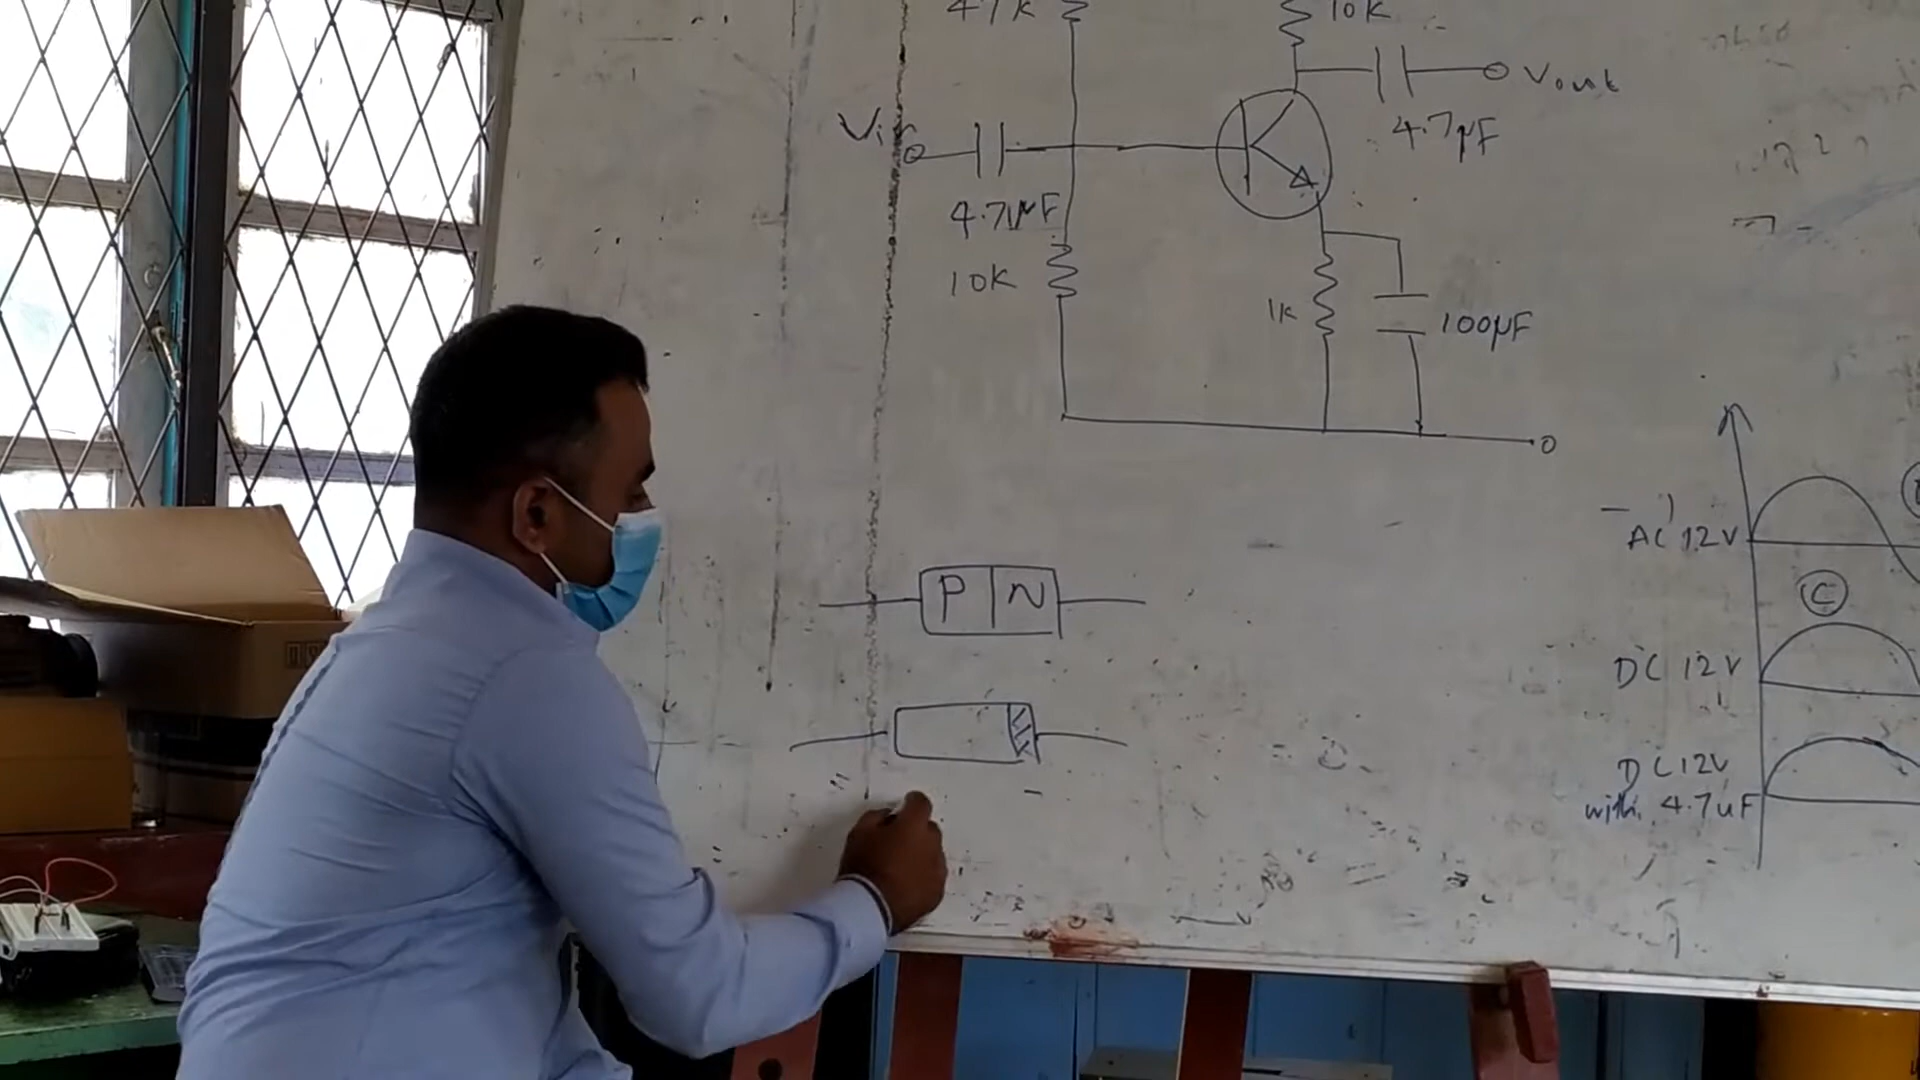 47k
10k
Vout
Vi
4.7µF
4.7µF
10k
1k
100µF
AC 12V
P N
C
DC 12V
DC 12V
with 4.7uF